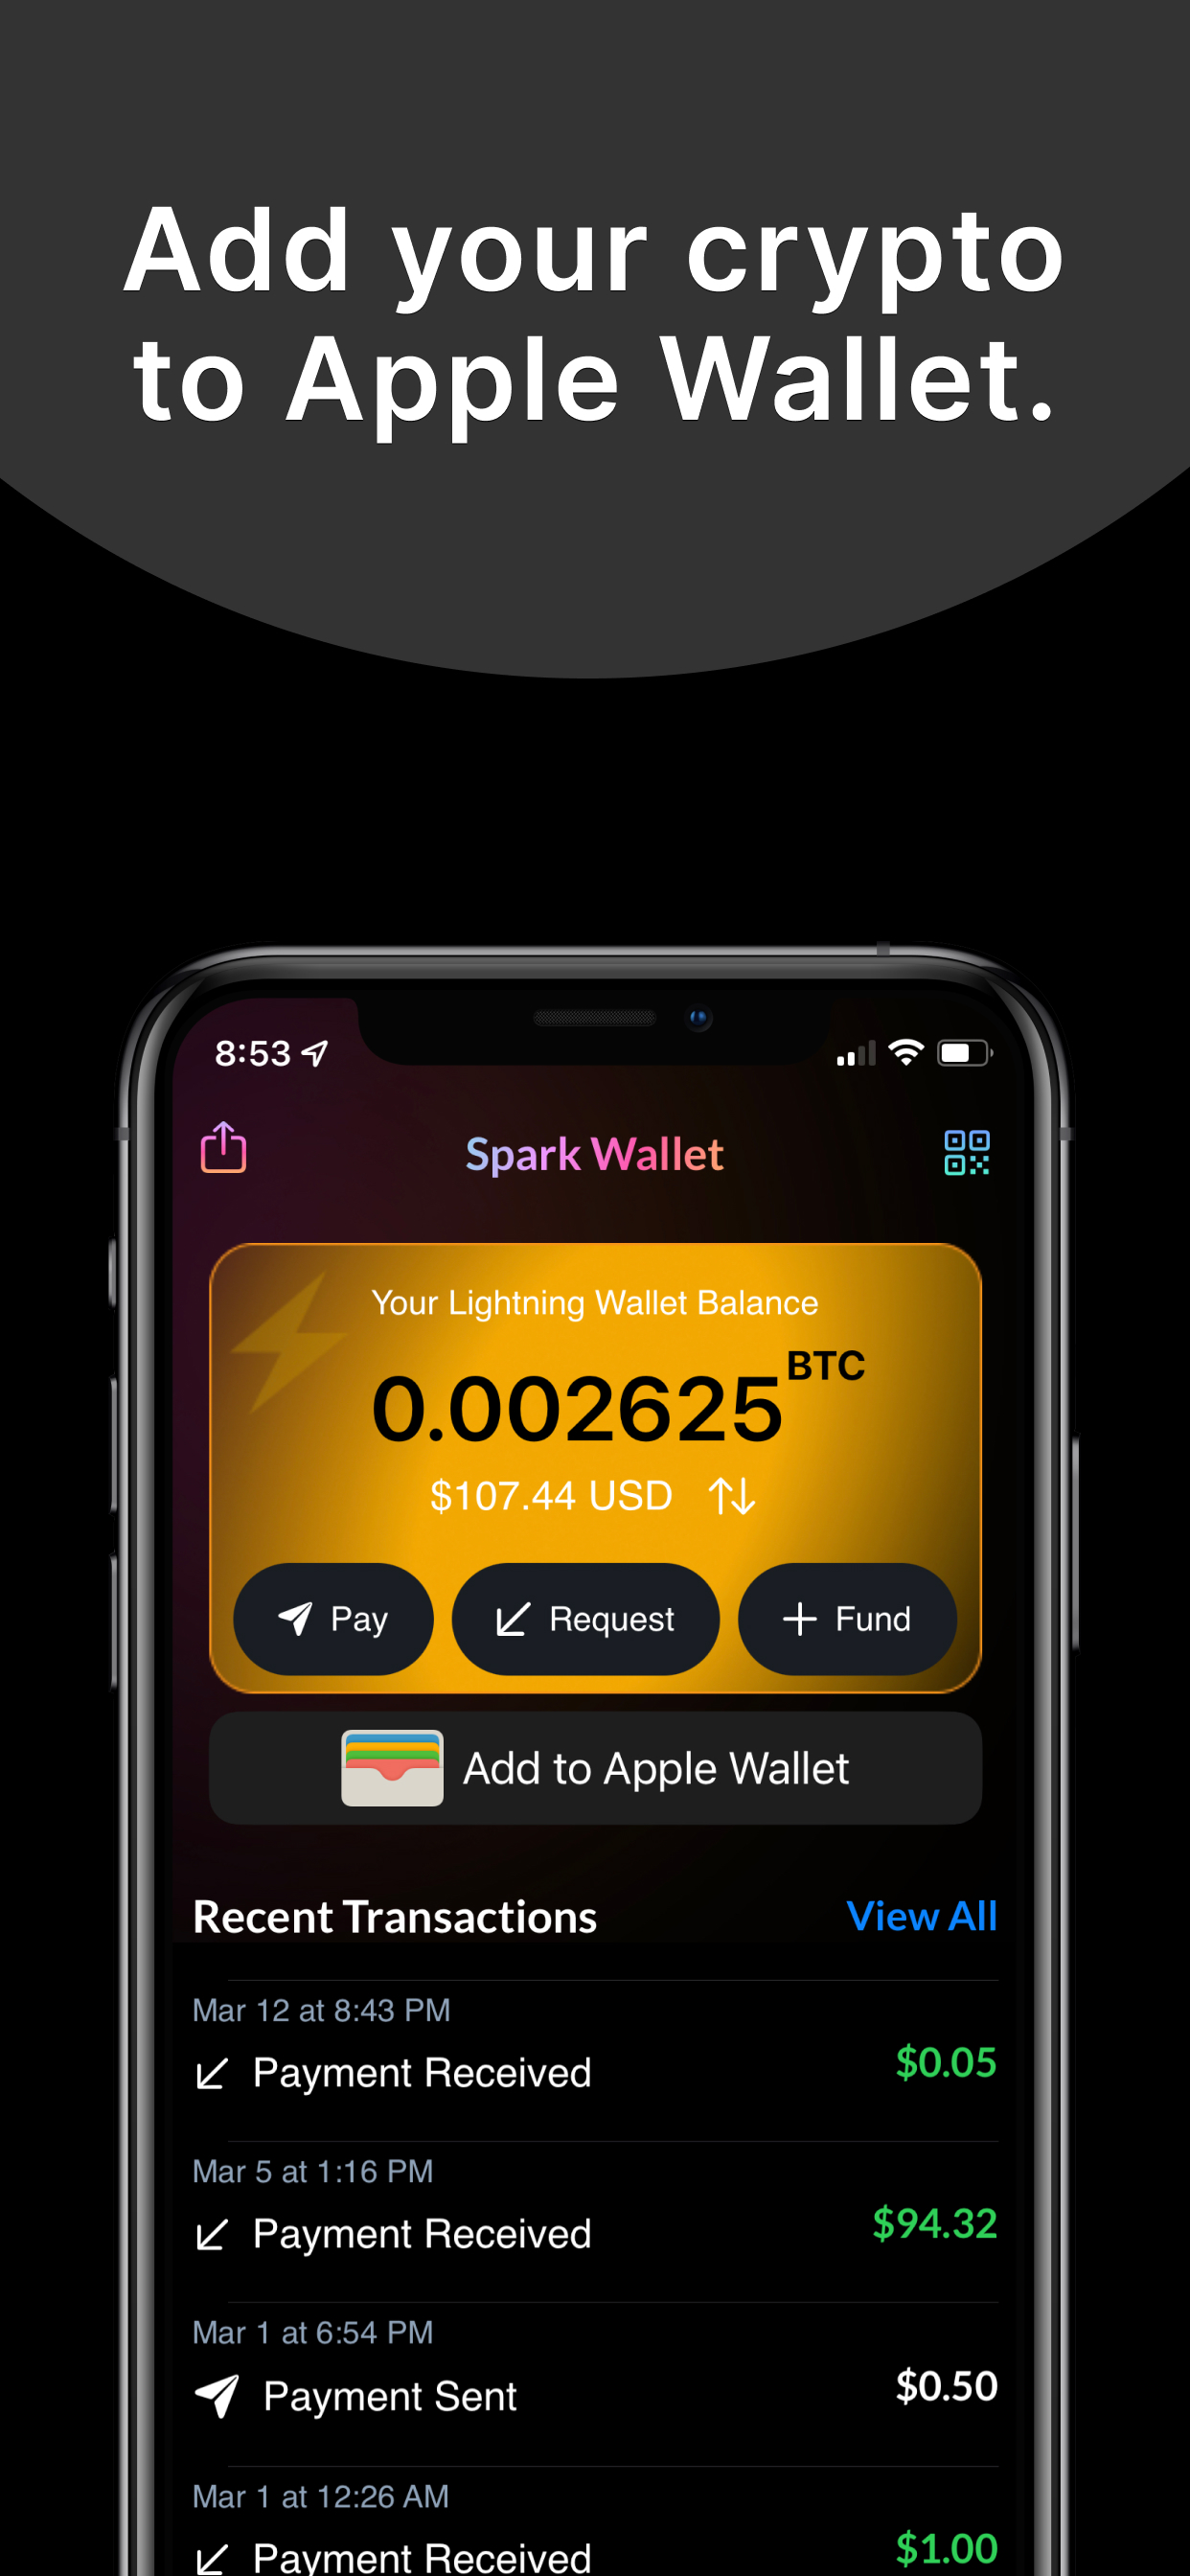 Add your crypto
to Apple Wallet.
8:53
Spark Wallet
Your Lightning Wallet Balance
0.002625 BTC
$107.44 USD
Pay Request Fund
Add to Apple Wallet
Recent Transactions View All
Mar 12 at 8:43 PM
Payment Received $0.05
Mar 5 at 1:16 PM
Payment Received $94.32
Mar 1 at 6:54 PM
Payment Sent $0.50
Mar 1 at 12:26 AM
Payment Received $1.00